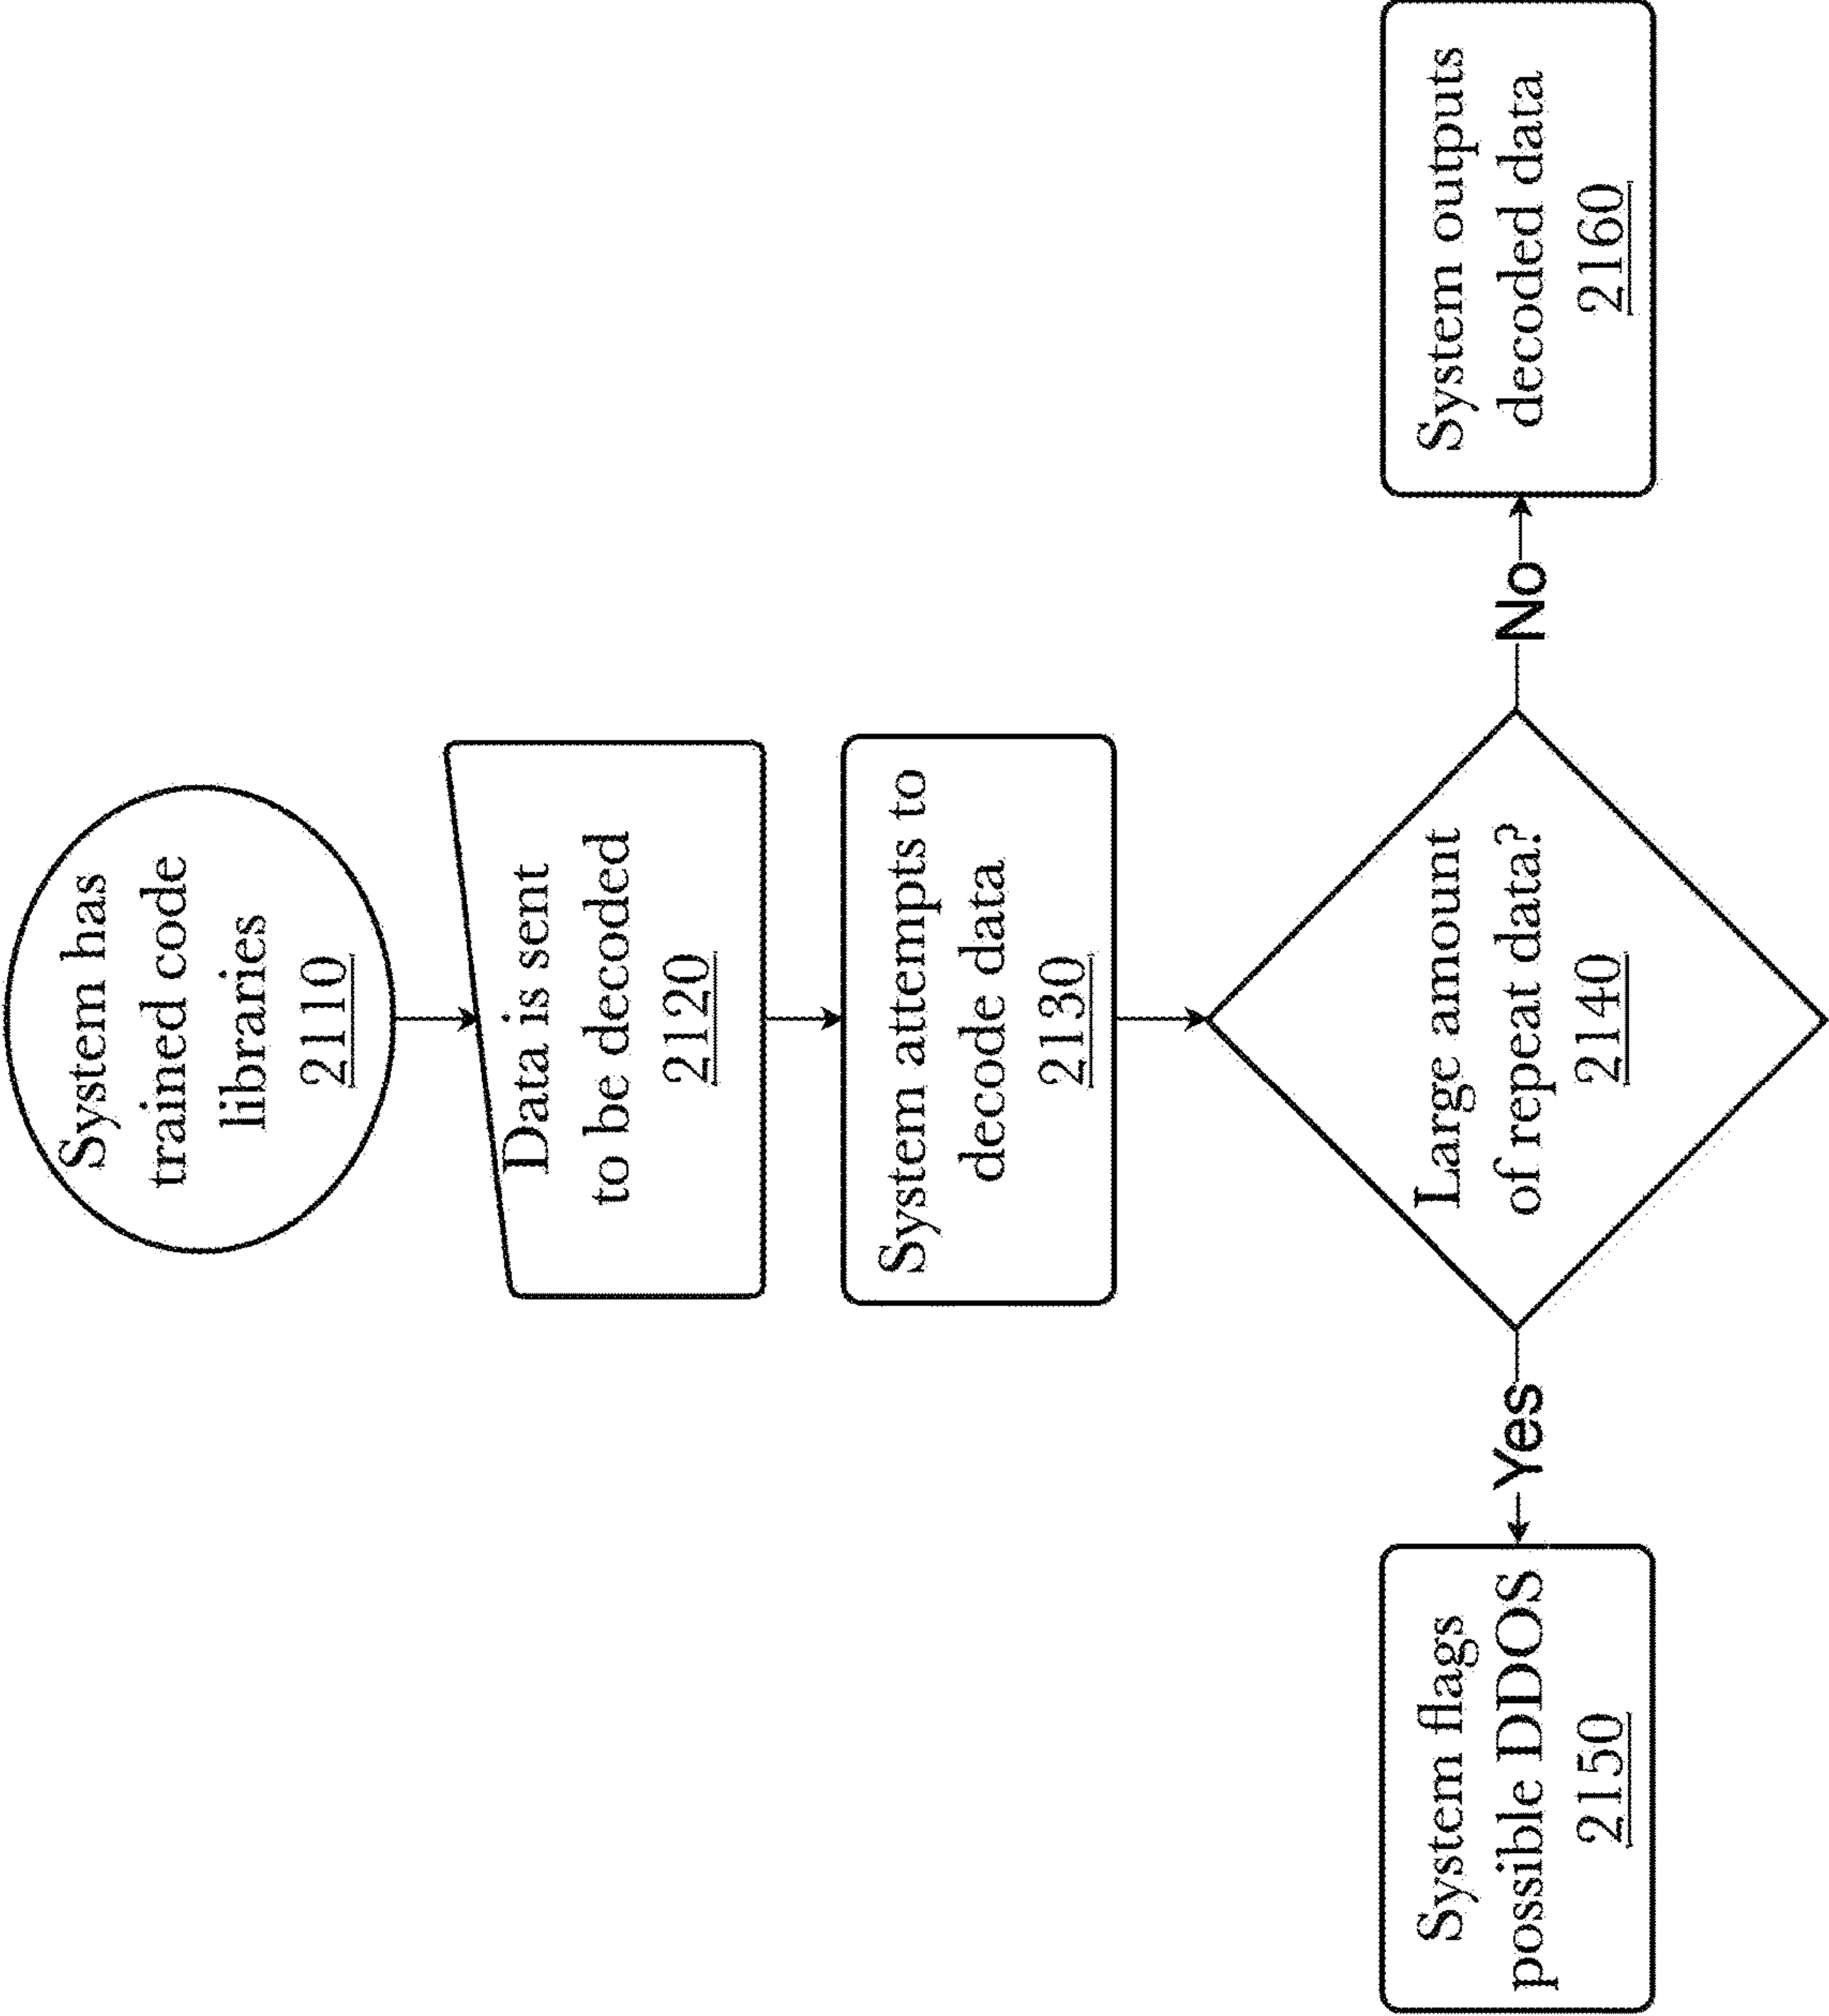 System has
trained code
libraries
2110
Data is sent
to be decoded
2120
System attempts to
decode data
2130
Large amount
of repeat data?
2140
Yes
No
System flags
possible DDOS
2150
System outputs
decoded data
2160